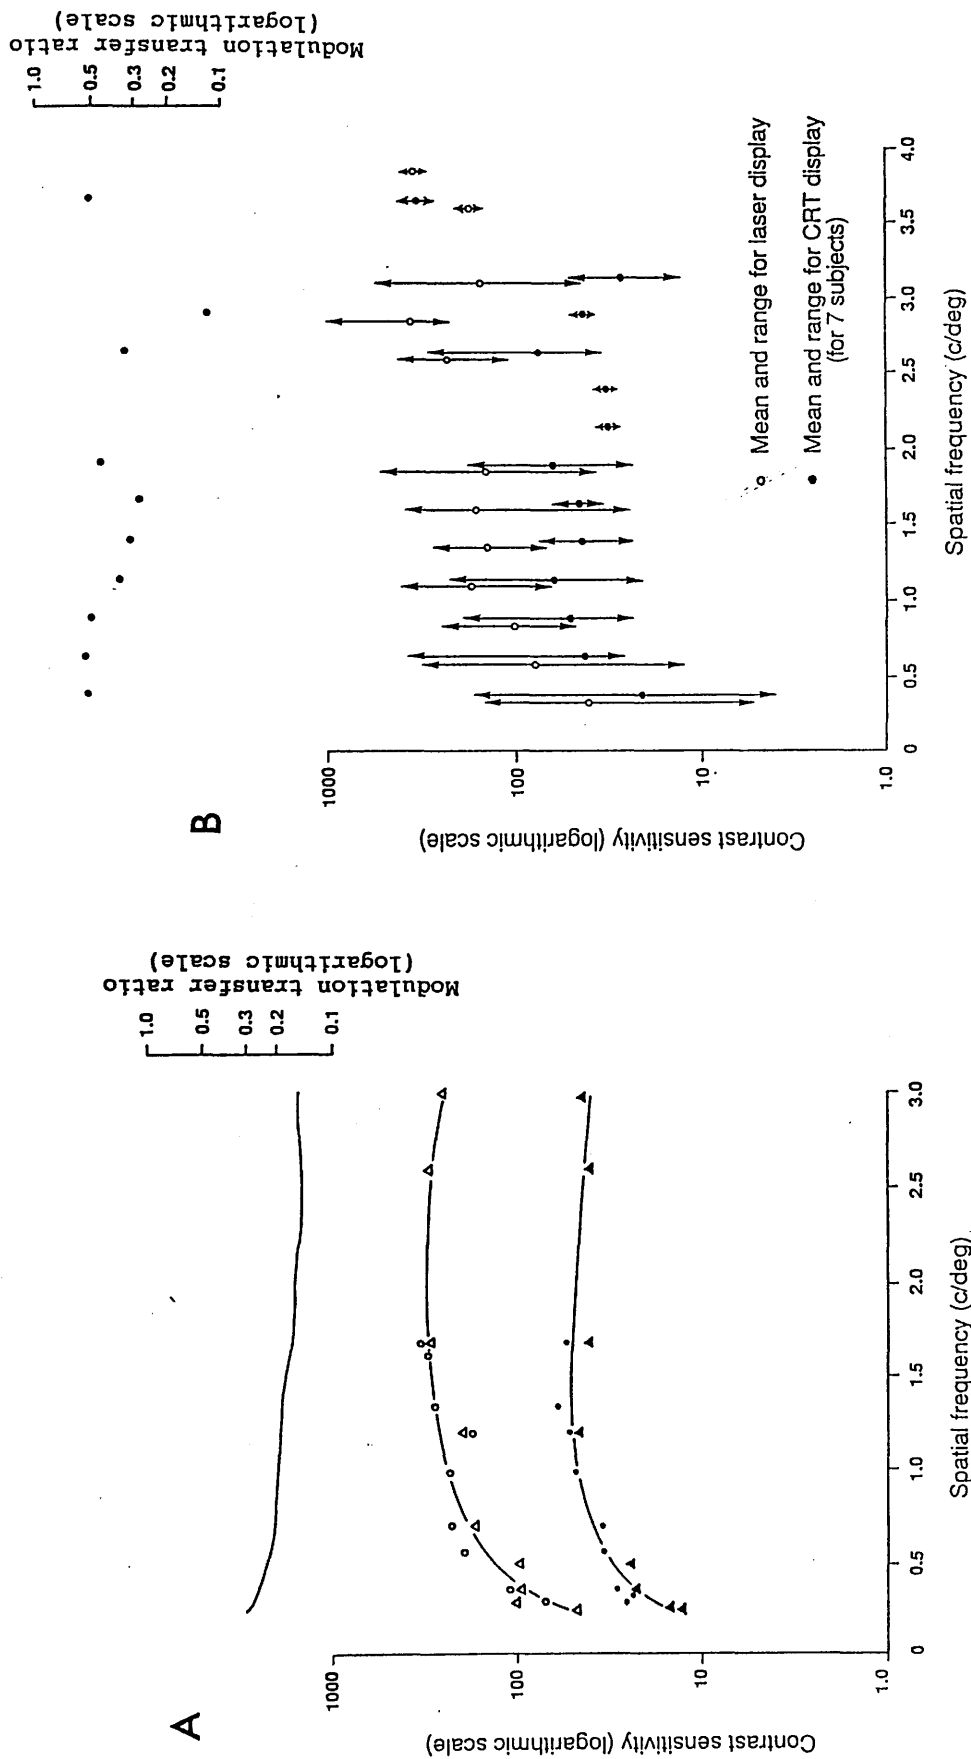 A
Contrast sensitivity (logarithmic scale)
1000
100
10
1.0
0
0.5
1.0
1.5
2.0
2.5
3.0
Spatial frequency (c/deg)
Modulation transfer ratio
(logarithmic scale)
1.0
0.5
0.3
0.2
0.1
B
Contrast sensitivity (logarithmic scale)
1000
100
10
1.0
0
0.5
1.0
1.5
2.0
2.5
3.0
3.5
4.0
Spatial frequency (c/deg)
Mean and range for laser display
Mean and range for CRT display
(for 7 subjects)
Modulation transfer ratio
(logarithmic scale)
1.0
0.5
0.3
0.2
0.1